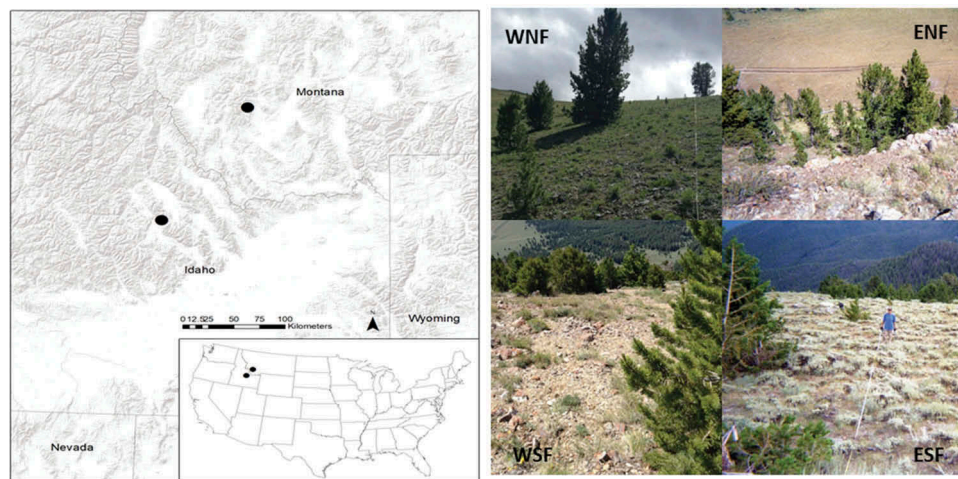 Montana
Idaho
0 12.5 25 50 75 100
Kilometers
N
Wyoming
Nevada
WNF
ENF
WSF
ESF